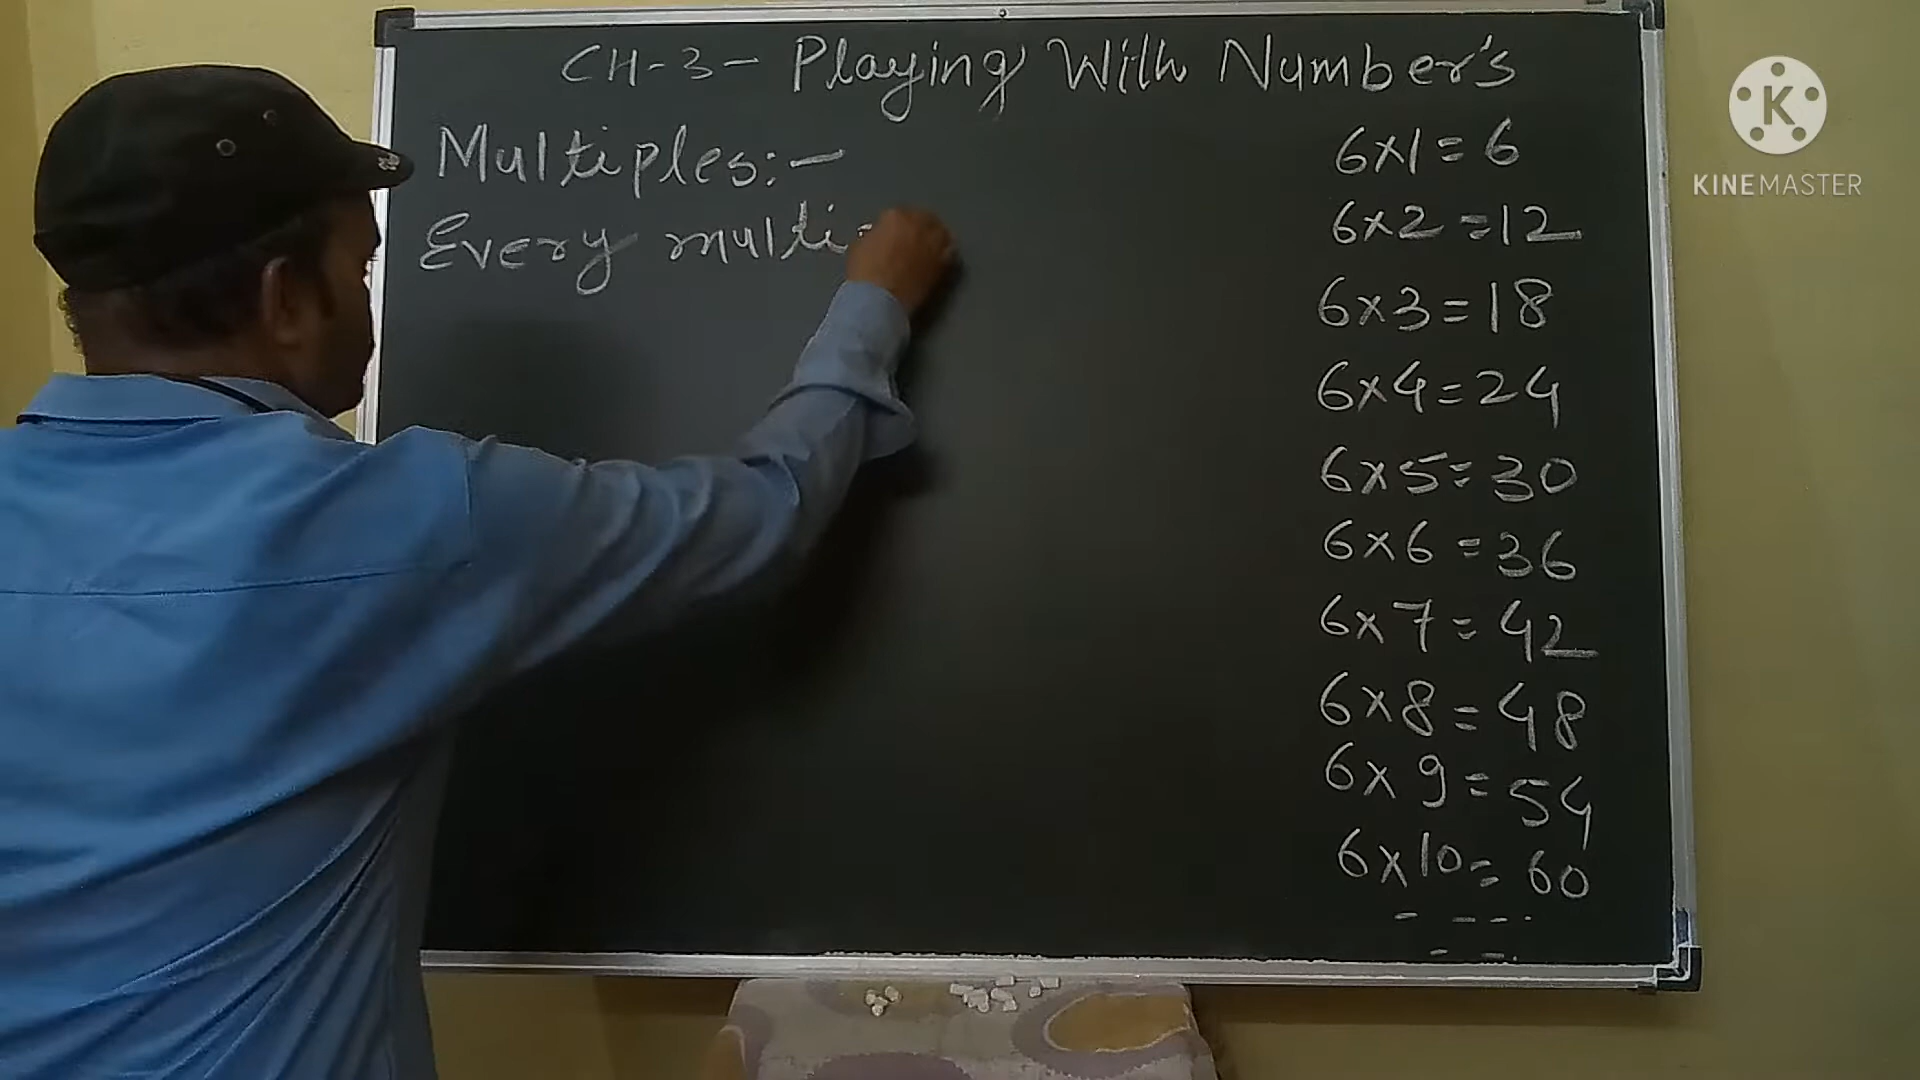 CH-3- Playing With Number's
Multiples:-
Every multi
6x1=6
6x2=12
6x3=18
6x4=24
6x5=30
6x6=36
6x7=42
6x8=48
6x9=54
6x10=60
K
KINEMASTER